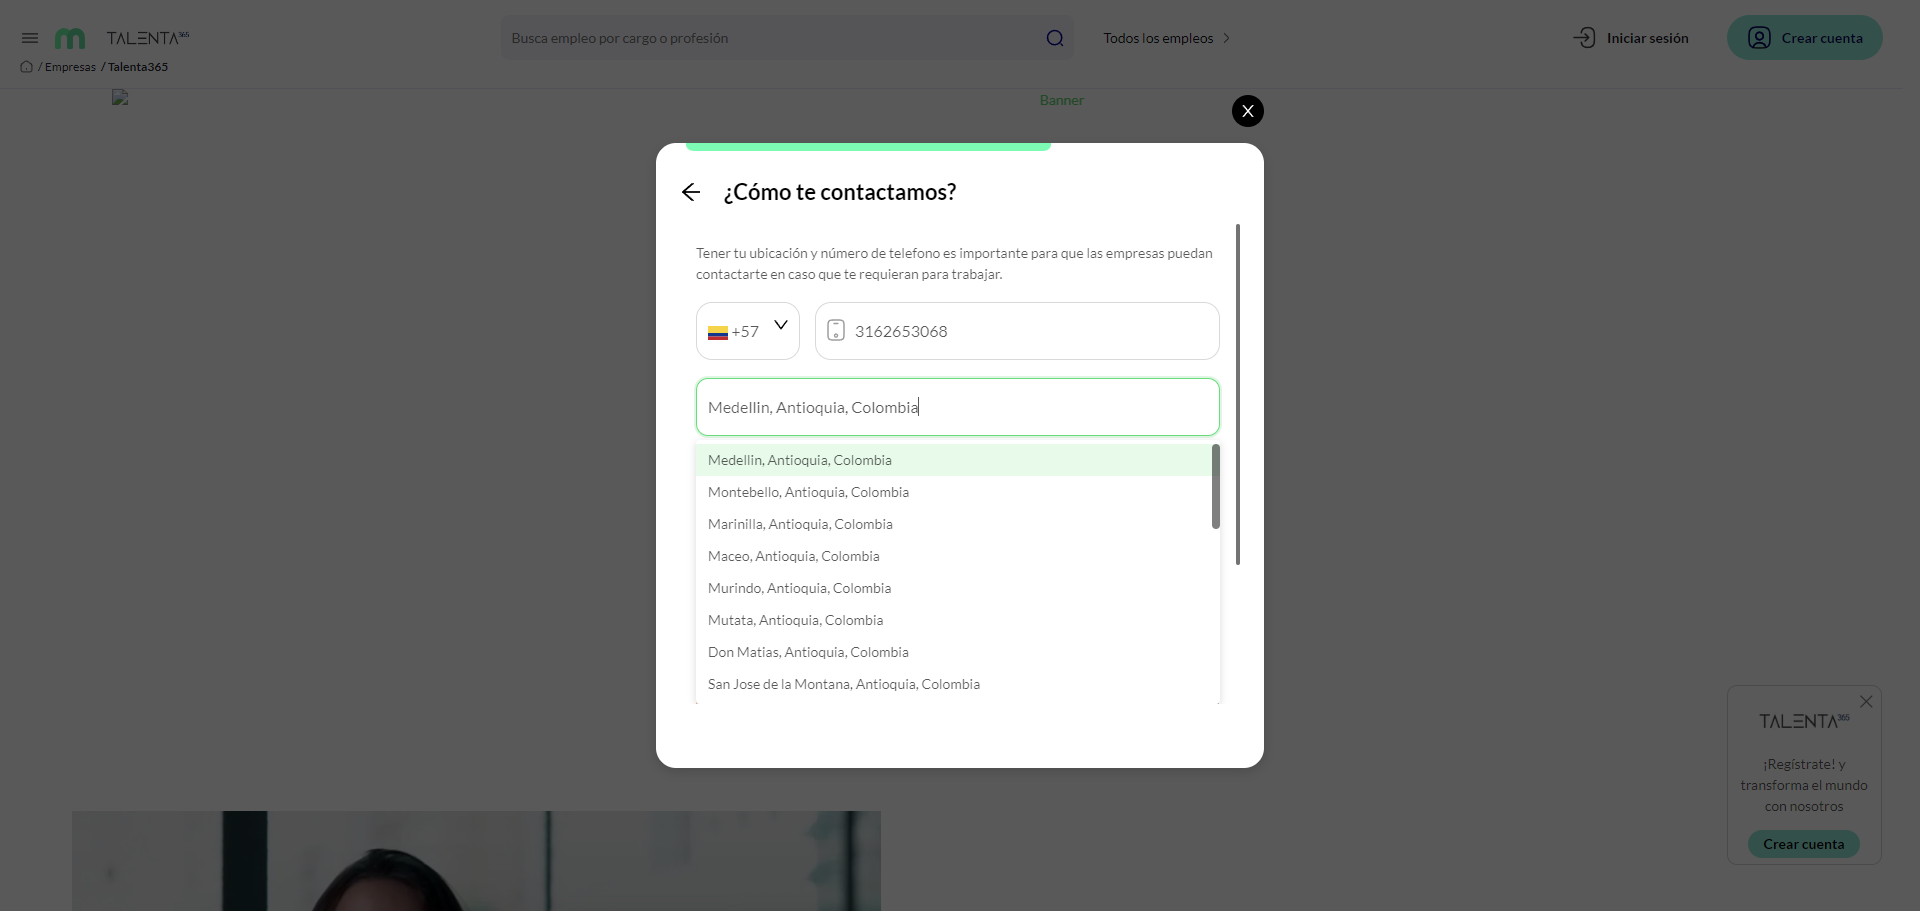 TALENTA365
Busca empleo por cargo o profesión
Todos los empleos
Iniciar sesión
Crear cuenta
/ Empresas / Talenta365
Banner
X
¿Cómo te contactamos?
Tener tu ubicación y número de telefono es importante para que las empresas puedan
contactarte en caso que te requieran para trabajar.
+57
3162653068
Medellin, Antioquia, Colombia
Medellin, Antioquia, Colombia
Montebello, Antioquia, Colombia
Marinilla, Antioquia, Colombia
Maceo, Antioquia, Colombia
Murindo, Antioquia, Colombia
Mutata, Antioquia, Colombia
Don Matias, Antioquia, Colombia
San Jose de la Montana, Antioquia, Colombia
TALENTA365
¡Regístrate! y
transforma el mundo
con nosotros
Crear cuenta